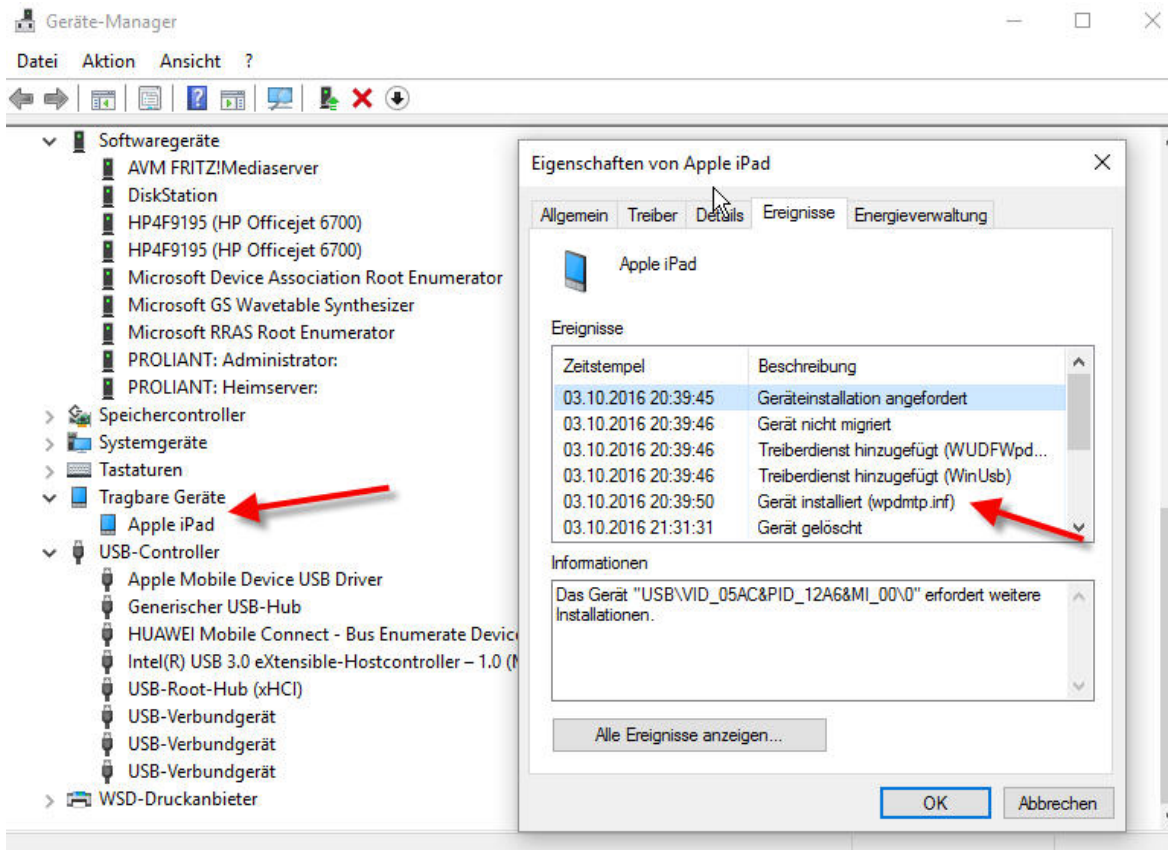 Geräte-Manager
Datei Aktion Ansicht ?
Softwaregeräte
AVM FRITZ!Mediaserver
DiskStation
HP4F9195 (HP Officejet 6700)
HP4F9195 (HP Officejet 6700)
Microsoft Device Association Root Enumerator
Microsoft GS Wavetable Synthesizer
Microsoft RRAS Root Enumerator
PROLIANT: Administrator:
PROLIANT: Heimserver:
Speichercontroller
Systemgeräte
Tastaturen
Tragbare Geräte
Apple iPad
USB-Controller
Apple Mobile Device USB Driver
Generischer USB-Hub
HUAWEI Mobile Connect - Bus Enumerate Device
Intel(R) USB 3.0 eXtensible-Hostcontroller – 1.0 (M
USB-Root-Hub (xHCI)
USB-Verbundgerät
USB-Verbundgerät
USB-Verbundgerät
WSD-Druckanbieter
Eigenschaften von Apple iPad
Allgemein Treiber Details Ereignisse Energieverwaltung
Apple iPad
Ereignisse
Zeitstempel Beschreibung
03.10.2016 20:39:45 Geräteinstallation angefordert
03.10.2016 20:39:46 Gerät nicht migriert
03.10.2016 20:39:46 Treiberdienst hinzugefügt (WUDFWpd...
03.10.2016 20:39:46 Treiberdienst hinzugefügt (WinUsb)
03.10.2016 20:39:50 Gerät installiert (wpdmtp.inf)
03.10.2016 21:31:31 Gerät gelöscht
Informationen
Das Gerät "USB\VID_05AC&PID_12A6&MI_00\0" erfordert weitere
Installationen.
Alle Ereignisse anzeigen...
OK Abbrechen